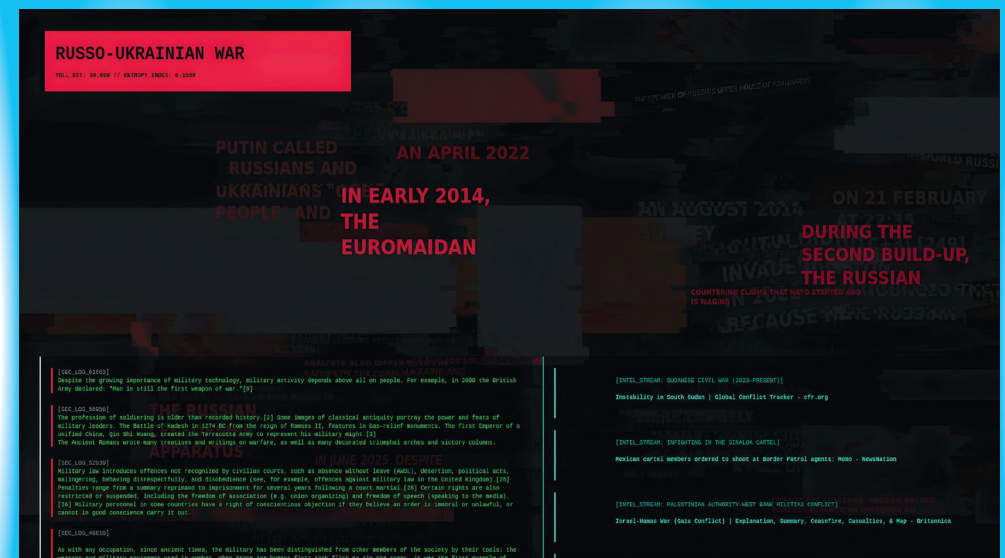 RUSSO-UKRAINIAN WAR
TOLL EST: 30,000 // ENTROPY INDEX: 0.1590
THE SPEAKER OF RUSSIA'S UPPER HOUSE OF PARLIAMENT
PUTIN CALLED
RUSSIANS AND
UKRAINIANS "ONE
PEOPLE" AND
AN APRIL 2022
IN EARLY 2014,
THE
EUROMAIDAN
AN AUGUST 2014
ON 21 FEBRUARY
AT 22:35
DURING THE
SECOND BUILD-UP,
THE RUSSIAN
COUNTERING CLAIMS THAT NATO STARTED AND
IS WAGING
THE RUSSIAN
APPARATUS
IN JUNE 2025, DESPITE
[SEC_LOG_61603]
Despite the growing importance of military technology, military activity depends above all on people. For example, in 2000 the British
Army declared: "Man is still the first weapon of war."[8]
[SEC_LOG_50956]
The profession of soldiering is older than recorded history.[2] Some images of classical antiquity portray the power and feats of
military leaders. The Battle of Kadesh in 1274 BC from the reign of Ramses II, features in bas-relief monuments. The first Emperor of a
unified China, Qin Shi Huang, created the Terracotta Army to represent his military might.[3]
The Ancient Romans wrote many treatises and writings on warfare, as well as many decorated triumphal arches and victory columns.
[SEC_LOG_52939]
Military law introduces offences not recognized by civilian courts, such as absence without leave (AWOL), desertion, political acts,
malingering, behaving disrespectfully, and disobedience (see, for example, offences against military law in the United Kingdom).[25]
Penalties range from a summary reprimand to imprisonment for several years following a court martial.[26] Certain rights are also
restricted or suspended, including the freedom of association (e.g. union organizing) and freedom of speech (speaking to the media).
[26] Military personnel in some countries have a right of conscientious objection if they believe an order is immoral or unlawful, or
cannot in good conscience carry it out.
[SEC_LOG_48810]
As with any occupation, since ancient times, the military has been distinguished from other members of the society by their tools: the
[INTEL_STREAM: SUDANESE CIVIL WAR (2023-PRESENT)]
Instability in South Sudan | Global Conflict Tracker - cfr.org
[INTEL_STREAM: INFIGHTING IN THE SINALOA CARTEL]
Mexican cartel members ordered to shoot at Border Patrol agents: Memo - NewsNation
[INTEL_STREAM: PALESTINIAN AUTHORITY-WEST BANK MILITIAS CONFLICT]
Israel-Hamas War (Gaza Conflict) | Explanation, Summary, Ceasefire, Casualties, & Map - Britannica